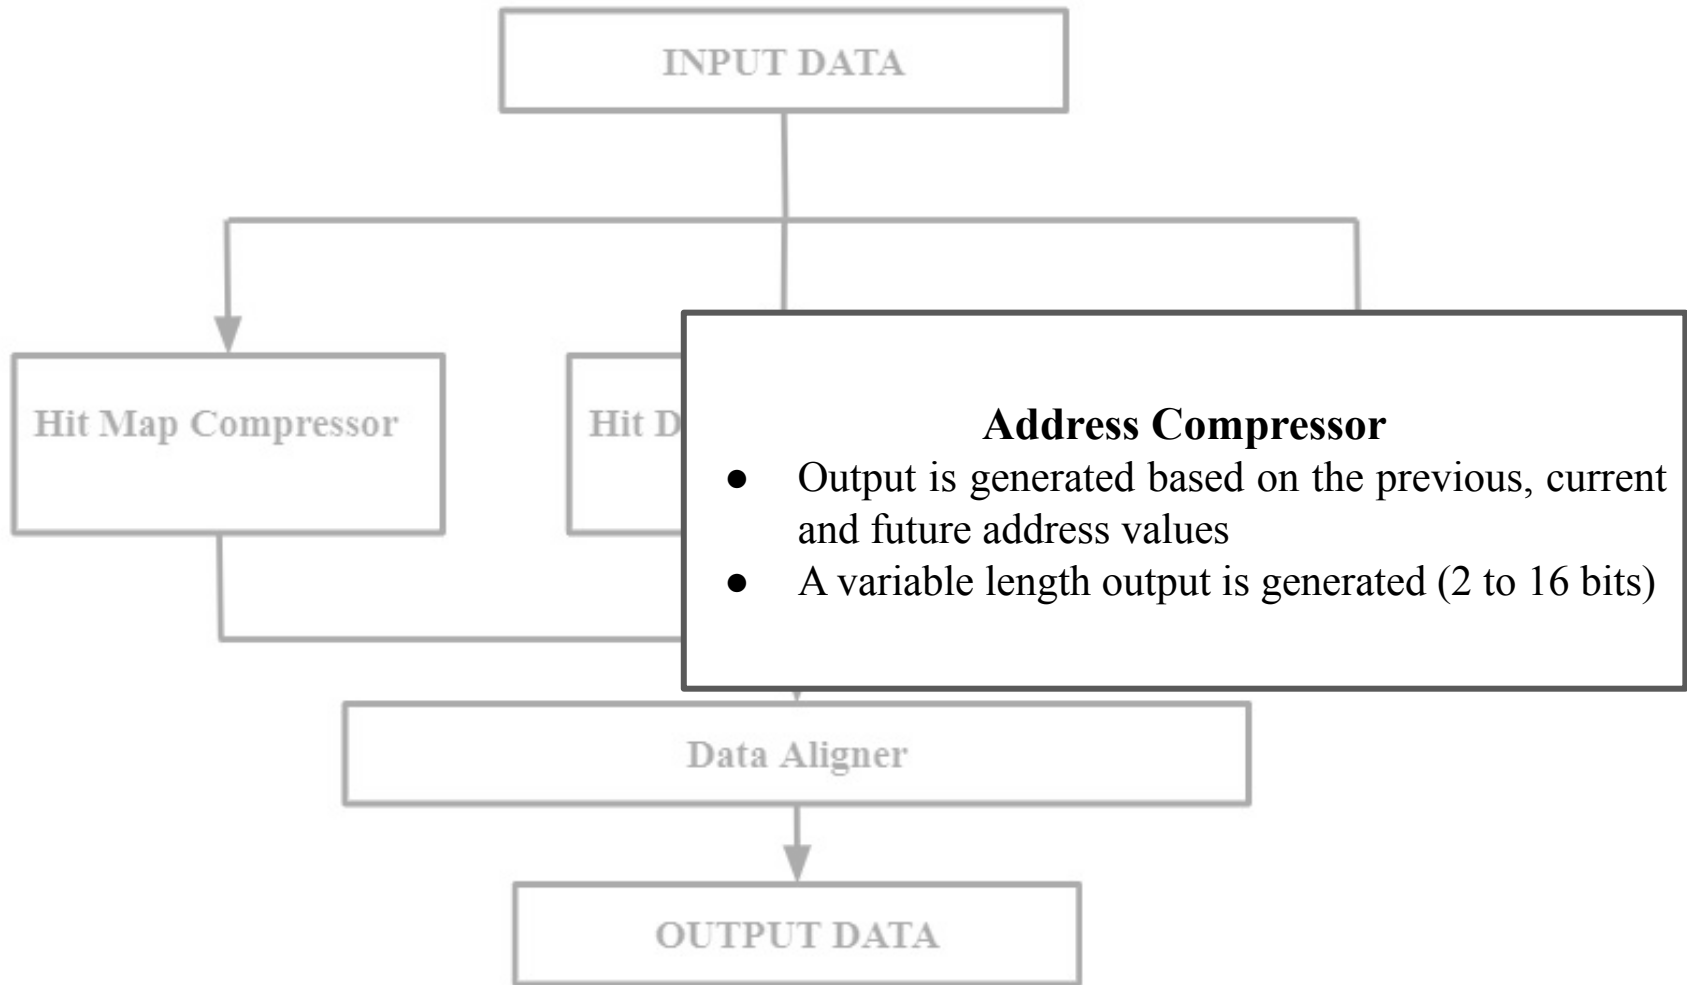 INPUT DATA
Hit Map Compressor
Hit D
Address Compressor
● Output is generated based on the previous, current
and future address values
● A variable length output is generated (2 to 16 bits)
Data Aligner
OUTPUT DATA